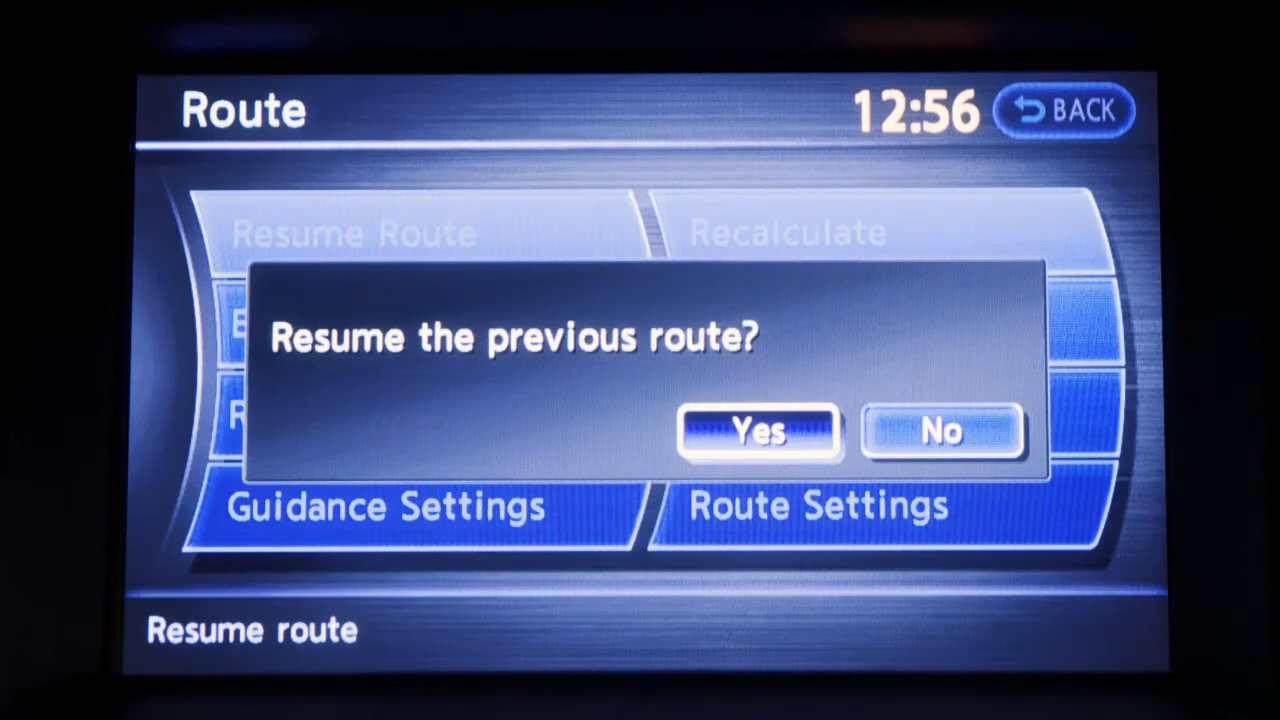 Route
12:56
BACK
Resume Route
Recalculate
Resume the previous route?
Yes
No
Guidance Settings
Route Settings
Resume route